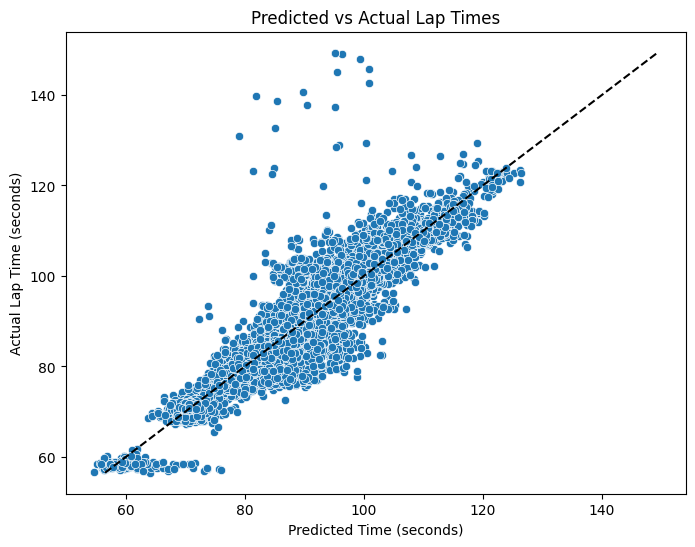 Predicted vs Actual Lap Times
Actual Lap Time (seconds)
140
120
100
80
60
60 80 100 120 140
Predicted Time (seconds)